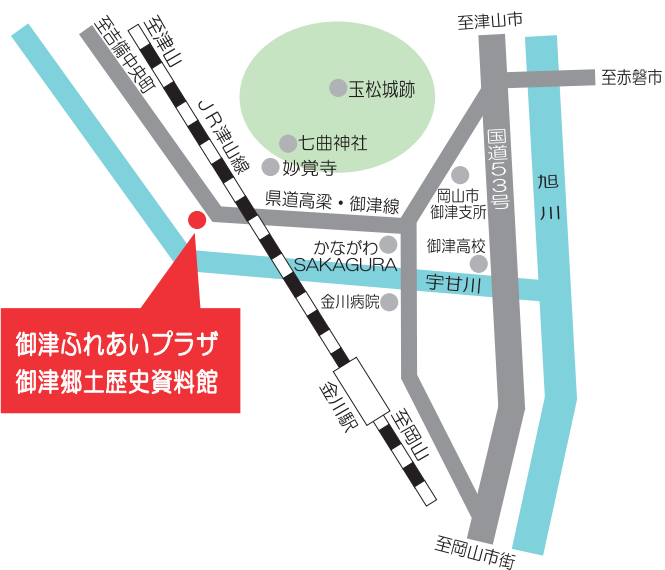 至津山市
至津山
至吉備中央町
至赤磐市
玉松城跡
JR津山線
七曲神社
国道53号
妙覚寺
旭川
岡山市
御津支所
県道高梁・御津線
かながわ
SAKAGURA
御津高校
宇甘川
金川病院
御津ふれあいプラザ
御津郷土歴史資料館
金川駅
至岡山
至岡山市街